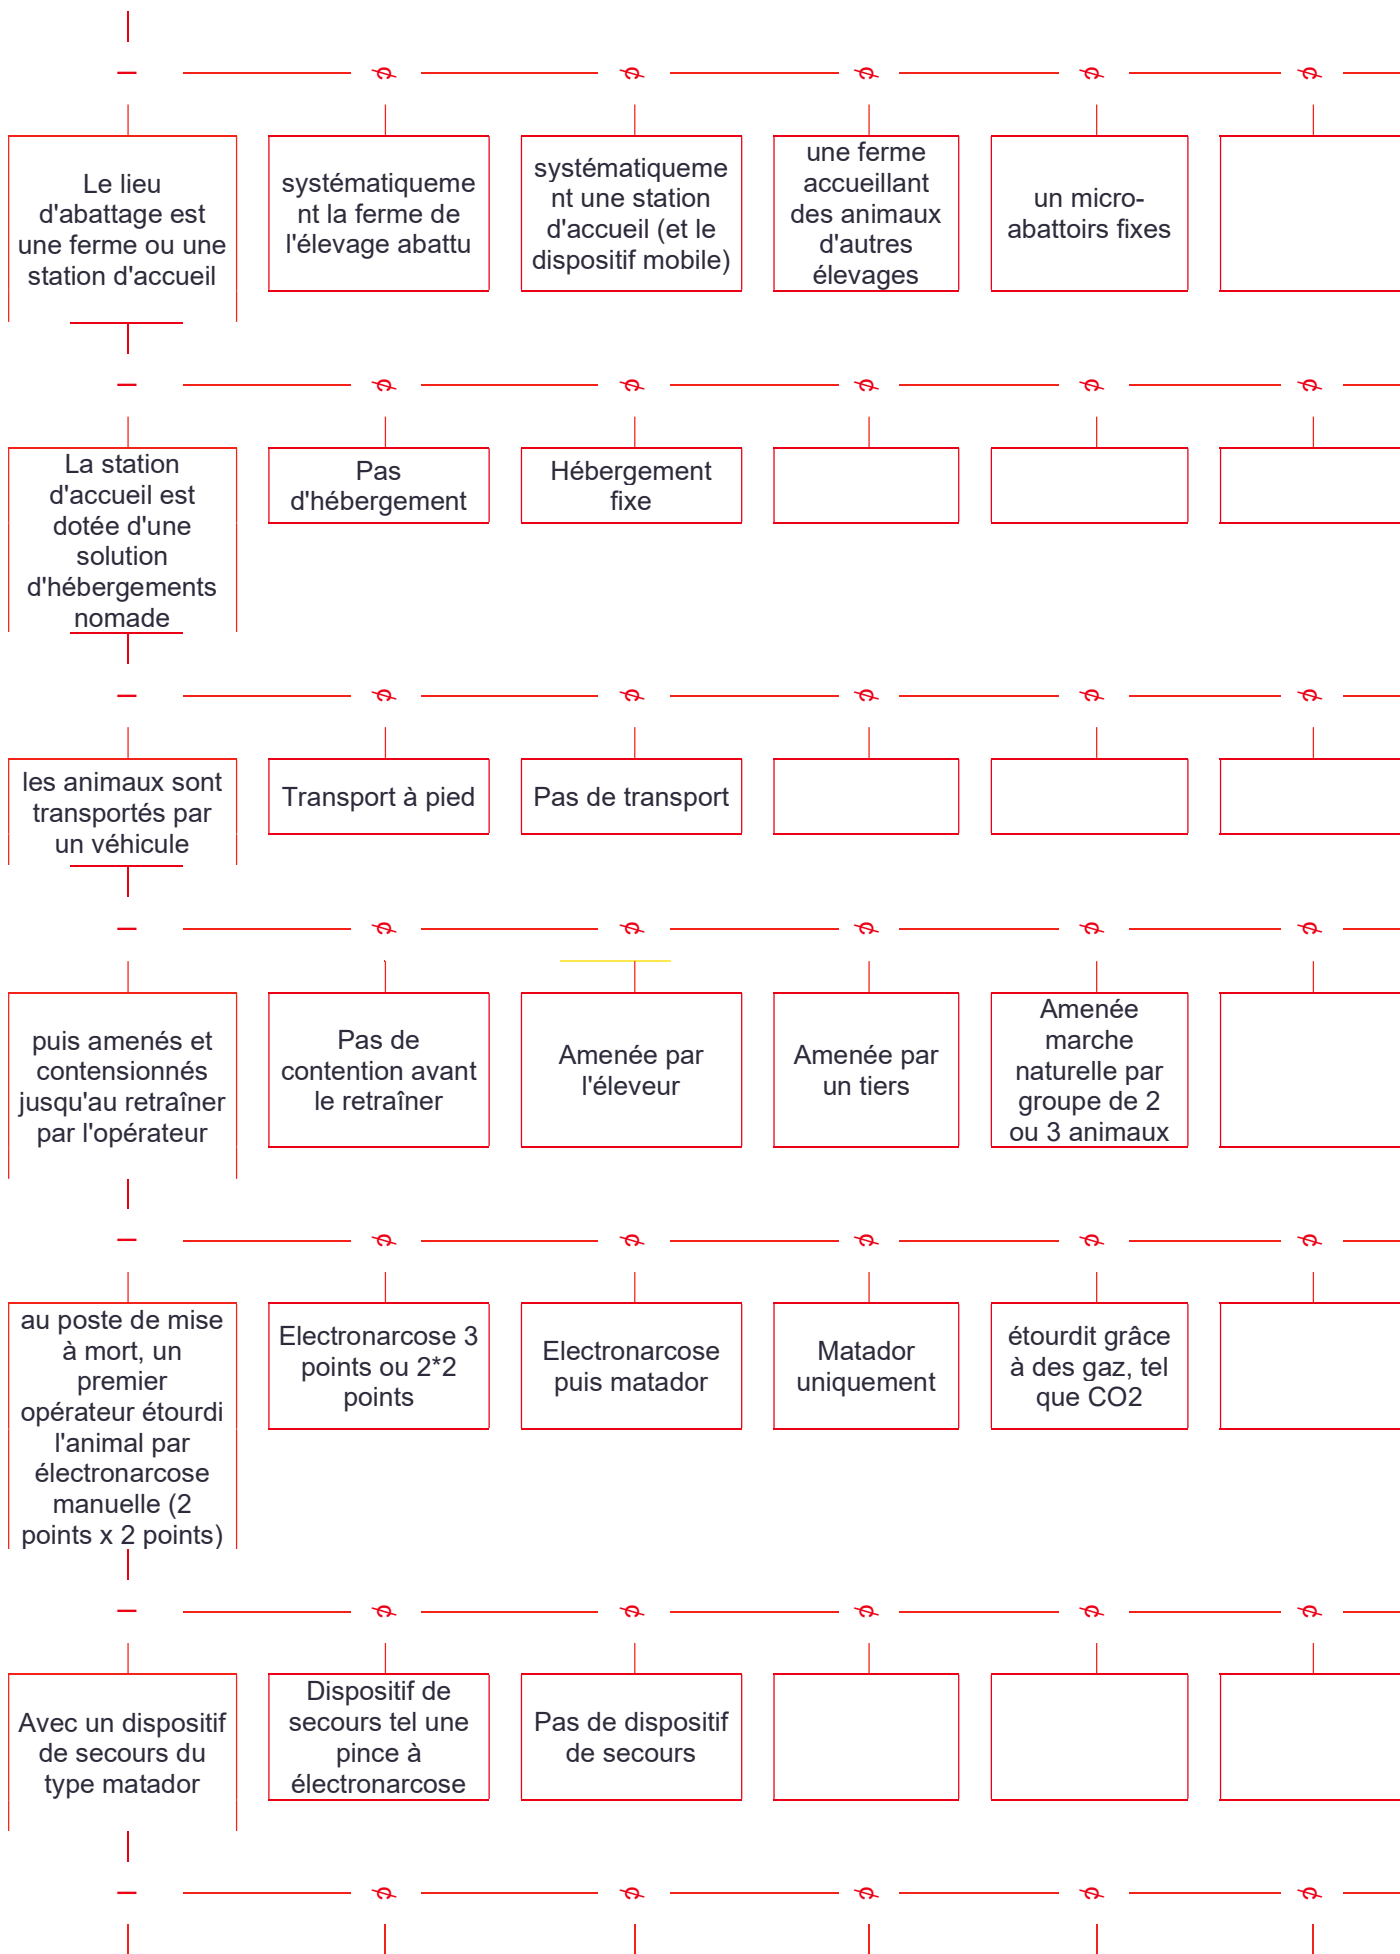 Le lieu
d'abattage est
une ferme ou une
station d'accueil
systématiqueme
nt la ferme de
l'élevage abattu
systématiqueme
nt une station
d'accueil (et le
dispositif mobile)
une ferme
accueillant
des animaux
d'autres
élevages
un micro-
abattoirs fixes
La station
d'accueil est
dotée d'une
solution
d'hébergements
nomade
Pas
d'hébergement
Hébergement
fixe
les animaux sont
transportés par
un véhicule
Transport à pied
Pas de transport
puis amenés et
contensionnés
jusqu'au retraîner
par l'opérateur
Pas de
contention avant
le retraîner
Amenée par
l'éleveur
Amenée par
un tiers
Amenée
marche
naturelle par
groupe de 2
ou 3 animaux
au poste de mise
à mort, un
premier
opérateur étourdi
l'animal par
électronarcose
manuelle (2
points x 2 points)
Electronarcose 3
points ou 2*2
points
Electronarcose
puis matador
Matador
uniquement
étourdit grâce
à des gaz, tel
que CO2
Avec un dispositif
de secours du
type matador
Dispositif de
secours tel une
pince à
électronarcose
Pas de dispositif
de secours